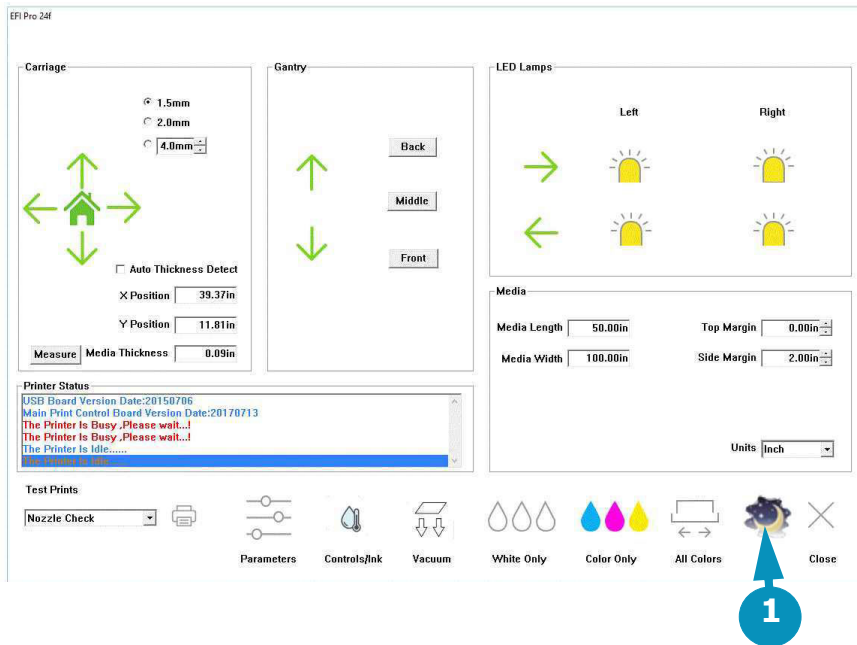 EFI Pro 24f
Carriage
1.5mm
2.0mm
4.0mm
Auto Thickness Detect
X Position 39.37in
Y Position 11.81in
Measure Media Thickness 0.09in
Gantry
Back
Middle
Front
LED Lamps
Left Right
Media
Media Length 50.00in Top Margin 0.00in
Media Width 100.00in Side Margin 2.00in
Units Inch
Printer Status
USB Board Version Date:20150706
Main Print Control Board Version Date:20170713
The Printer Is Busy ,Please wait...!
The Printer Is Busy ,Please wait...!
The Printer Is Idle......
The Printer Is Idle......
Test Prints
Nozzle Check
Parameters Controls/Ink Vacuum White Only Color Only All Colors Close
1